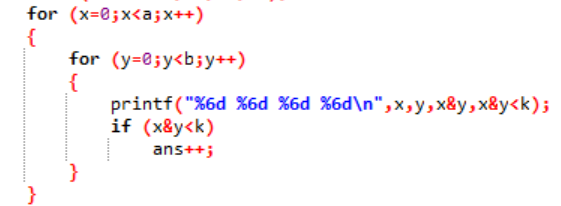 for (x=0;x<a;x++)
{
for (y=0;y<b;y++)
{
printf("%6d %6d %6d %6d\n",x,y,x&y,x&y<k);
if (x&y<k)
ans++;
}
}